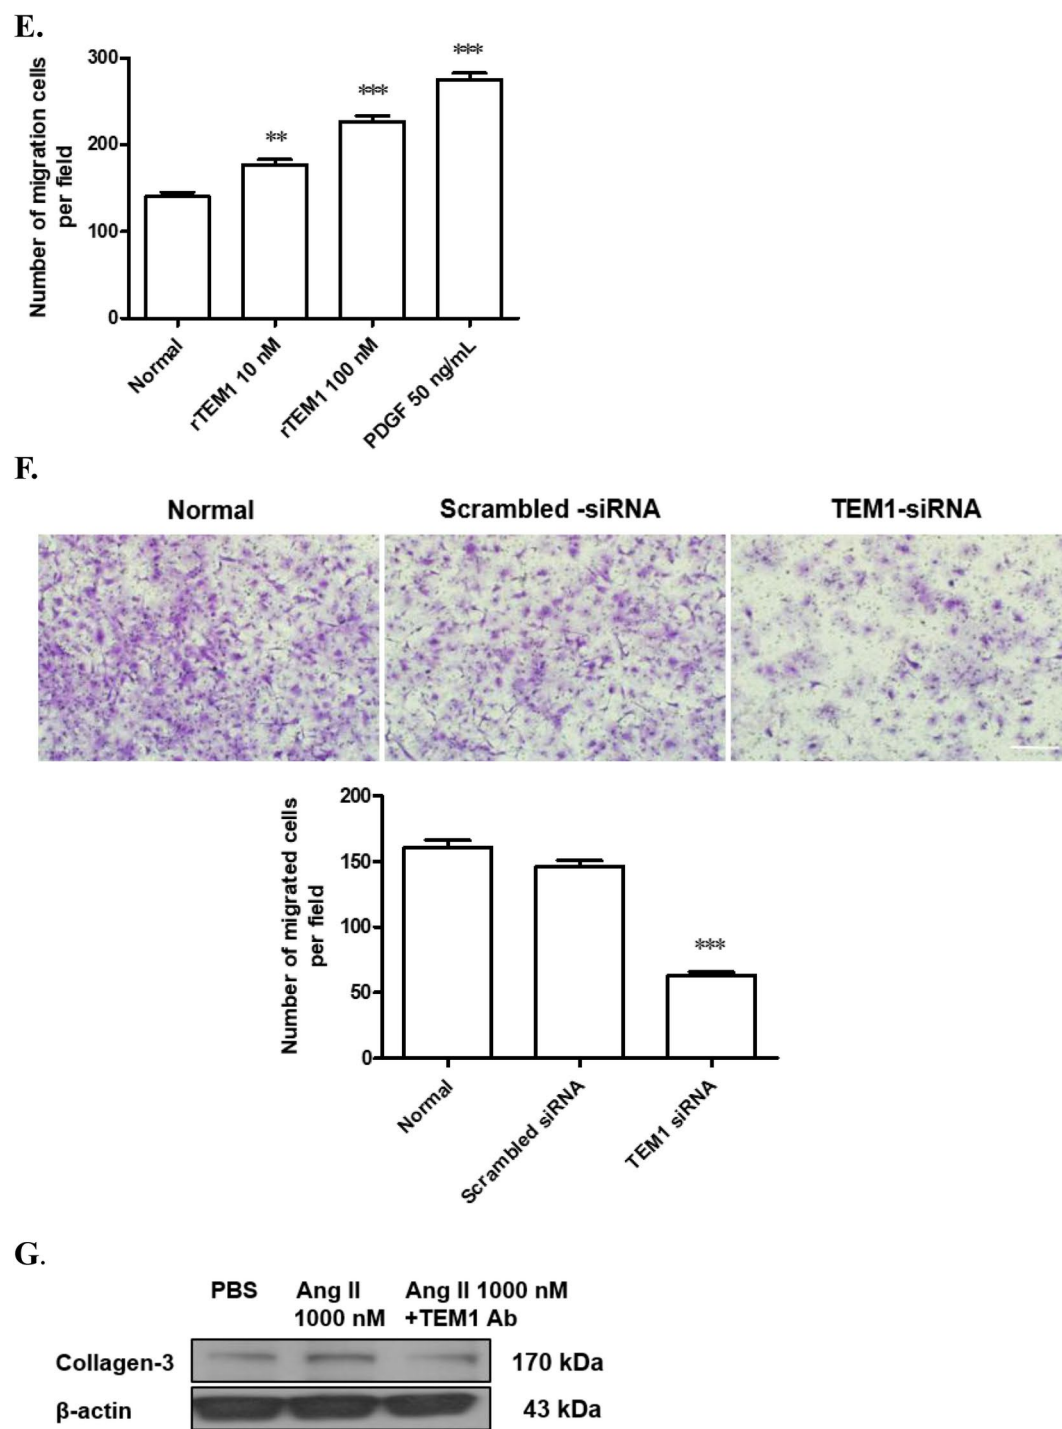 E.
Number of migration cells
per field
300
200
100
0
**
***
***
Normal
rTEM1 10 nM
rTEM1 100 nM
PDGF 50 ng/mL
F.
Normal
Scrambled -siRNA
TEM1-siRNA
Number of migrated cells
per field
200
150
100
50
0
***
Normal
Scrambled siRNA
TEM1 siRNA
G.
PBS
Ang II
1000 nM
Ang II 1000 nM
+TEM1 Ab
Collagen-3
170 kDa
β-actin
43 kDa